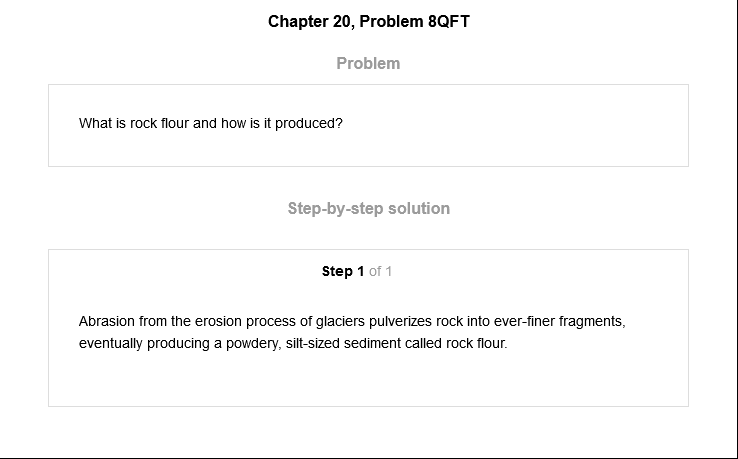 Chapter 20, Problem 8QFT
Problem
What is rock flour and how is it produced?
Step-by-step solution
Step 1 of 1
Abrasion from the erosion process of glaciers pulverizes rock into ever-finer fragments,
eventually producing a powdery, silt-sized sediment called rock flour.